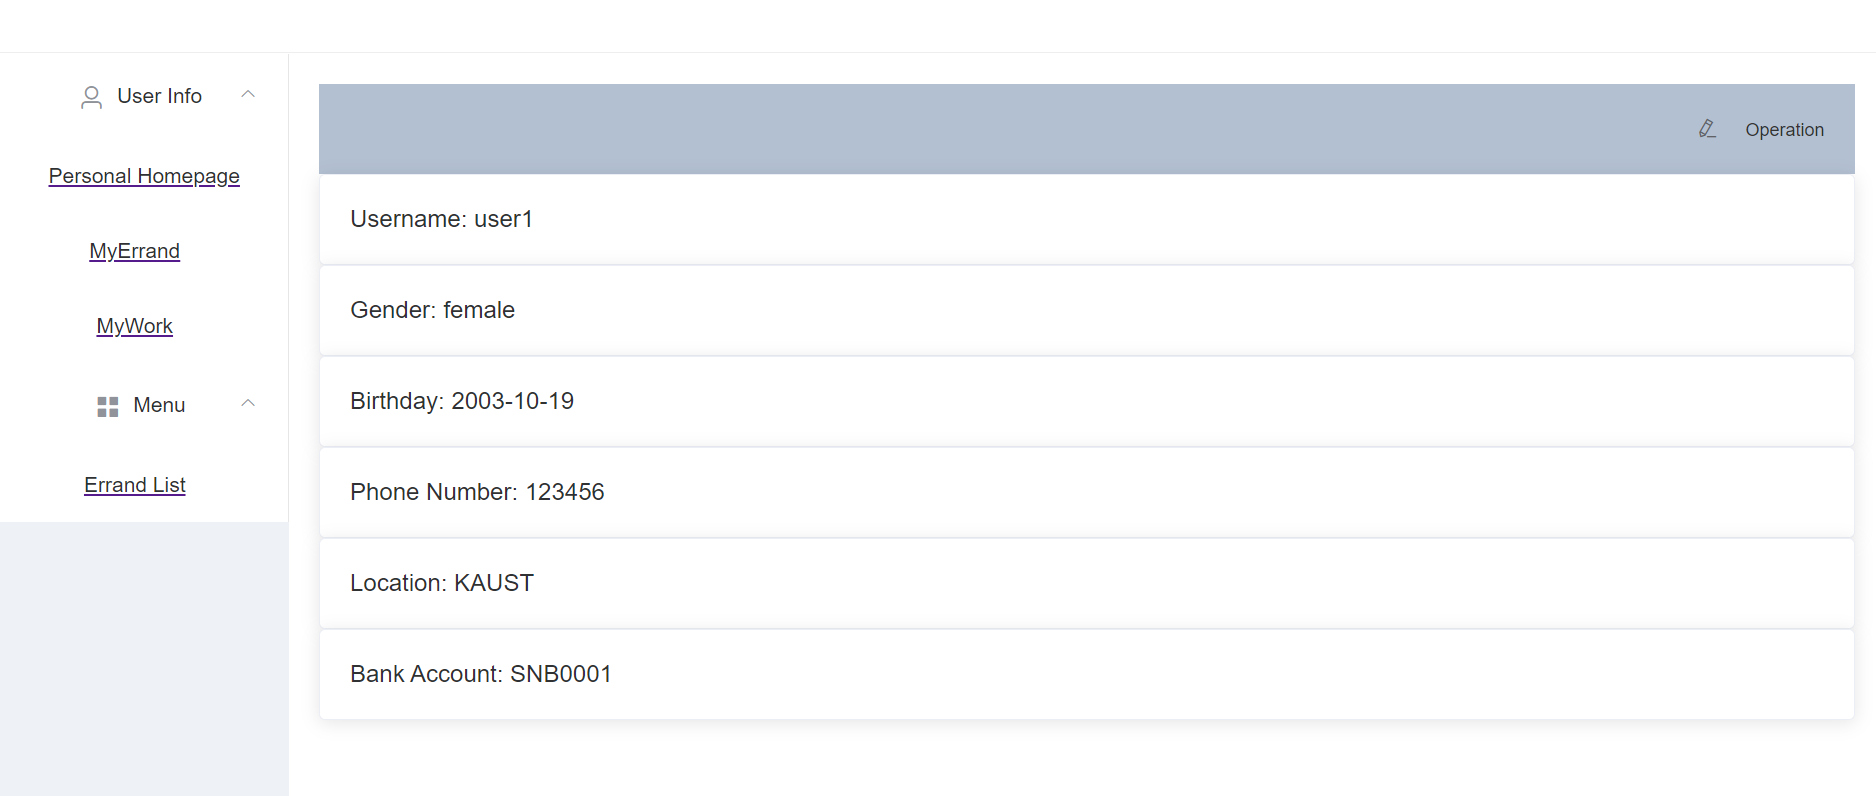 User Info
Personal Homepage
MyErrand
MyWork
Menu
Errand List
Operation
Username: user1
Gender: female
Birthday: 2003-10-19
Phone Number: 123456
Location: KAUST
Bank Account: SNB0001